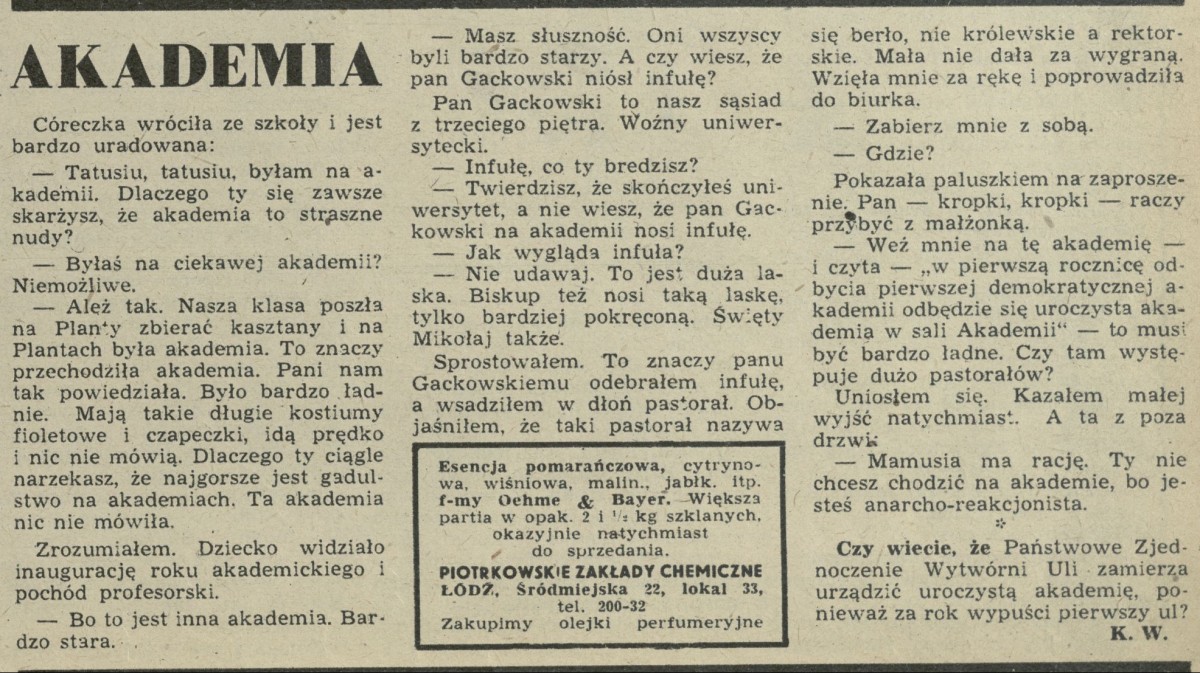 AKADEMIA
Córeczka wróciła ze szkoły i jest
bardzo uradowana:
— Tatusiu, tatusiu, byłam na a-
kademii. Dlaczego ty się zawsze
skarżysz, że akademia to straszne
nudy?
— Byłaś na ciekawej akademii?
Niemożliwe.
— Ależ tak. Nasza klasa poszła
na Planty zbierać kasztany i na
Plantach była akademia. To znaczy
przechodziła akademia. Pani nam
tak powiedziała. Było bardzo ład-
nie. Mają takie długie kostiumy
fioletowe i czapeczki, idą prędko
i nic nie mówią. Dlaczego ty ciągle
narzekasz, że najgorsze jest gadul-
stwo na akademiach. Ta akademia
nic nie mówiła.
Zrozumiałem. Dziecko widziało
inaugurację roku akademickiego i
pochód profesorski.
— Bo to jest inna akademia. Bar-
dzo stara.
— Masz słuszność. Oni wszyscy
byli bardzo starzy. A czy wiesz, że
pan Gackowski niósł infułę?
Pan Gackowski to nasz sąsiad
z trzeciego piętra. Woźny uniwer-
sytecki.
— Infułę, co ty bredzisz?
— Twierdzisz, że skończyłeś uni-
wersytet, a nie wiesz, że pan Gac-
kowski na akademii nosi infułę.
— Jak wygląda infuła?
— Nie udawaj. To jest duża la-
ska. Biskup też nosi taką laskę,
tylko bardziej pokręconą. Święty
Mikołaj także.
Sprostowałem. To znaczy panu
Gackowskiemu odebrałem infułę,
a wsadziłem w dłoń pastorał. Ob-
jaśniłem, że taki pastorał nazywa
Esencja pomarańczowa, cytryno-
wa, wiśniowa, malin., jabłk. itp.
f-my Oehme & Bayer. Większa
partia w opak. 2 i ½ kg szklanych,
okazyjnie natychmiast
do sprzedania.
PIOTRKOWSKIE ZAKŁADY CHEMICZNE
ŁÓDŹ, Śródmiejska 22, lokal 33,
tel. 200-32
Zakupimy olejki perfumeryjne
się berło, nie królewskie a rektor-
skie. Mała nie dała za wygraną.
Wzięła mnie za rękę i poprowadziła
do biurka.
— Zabierz mnie z sobą.
— Gdzie?
Pokazała paluszkiem na zaprosze-
nie. Pan — kropki, kropki — raczy
przybyć z małżonką.
— Weź mnie na tę akademię —
i czyta — „w pierwszą rocznicę od-
bycia pierwszej demokratycznej a-
kademii odbędzie się uroczysta aka-
demia w sali Akademii“ — to musi
być bardzo ładne. Czy tam wystę-
puje dużo pastorałów?
Uniosłem się. Kazałem małej
wyjść natychmiast. A ta z poza
drzwi:
— Mamusia ma rację. Ty nie
chcesz chodzić na akademie, bo je-
steś anarcho-reakcjonista.
*
Czy wiecie, że Państwowe Zjed-
noczenie Wytwórni Uli zamierza
urządzić uroczystą akademię, po-
nieważ za rok wypuści pierwszy ul?
K. W.